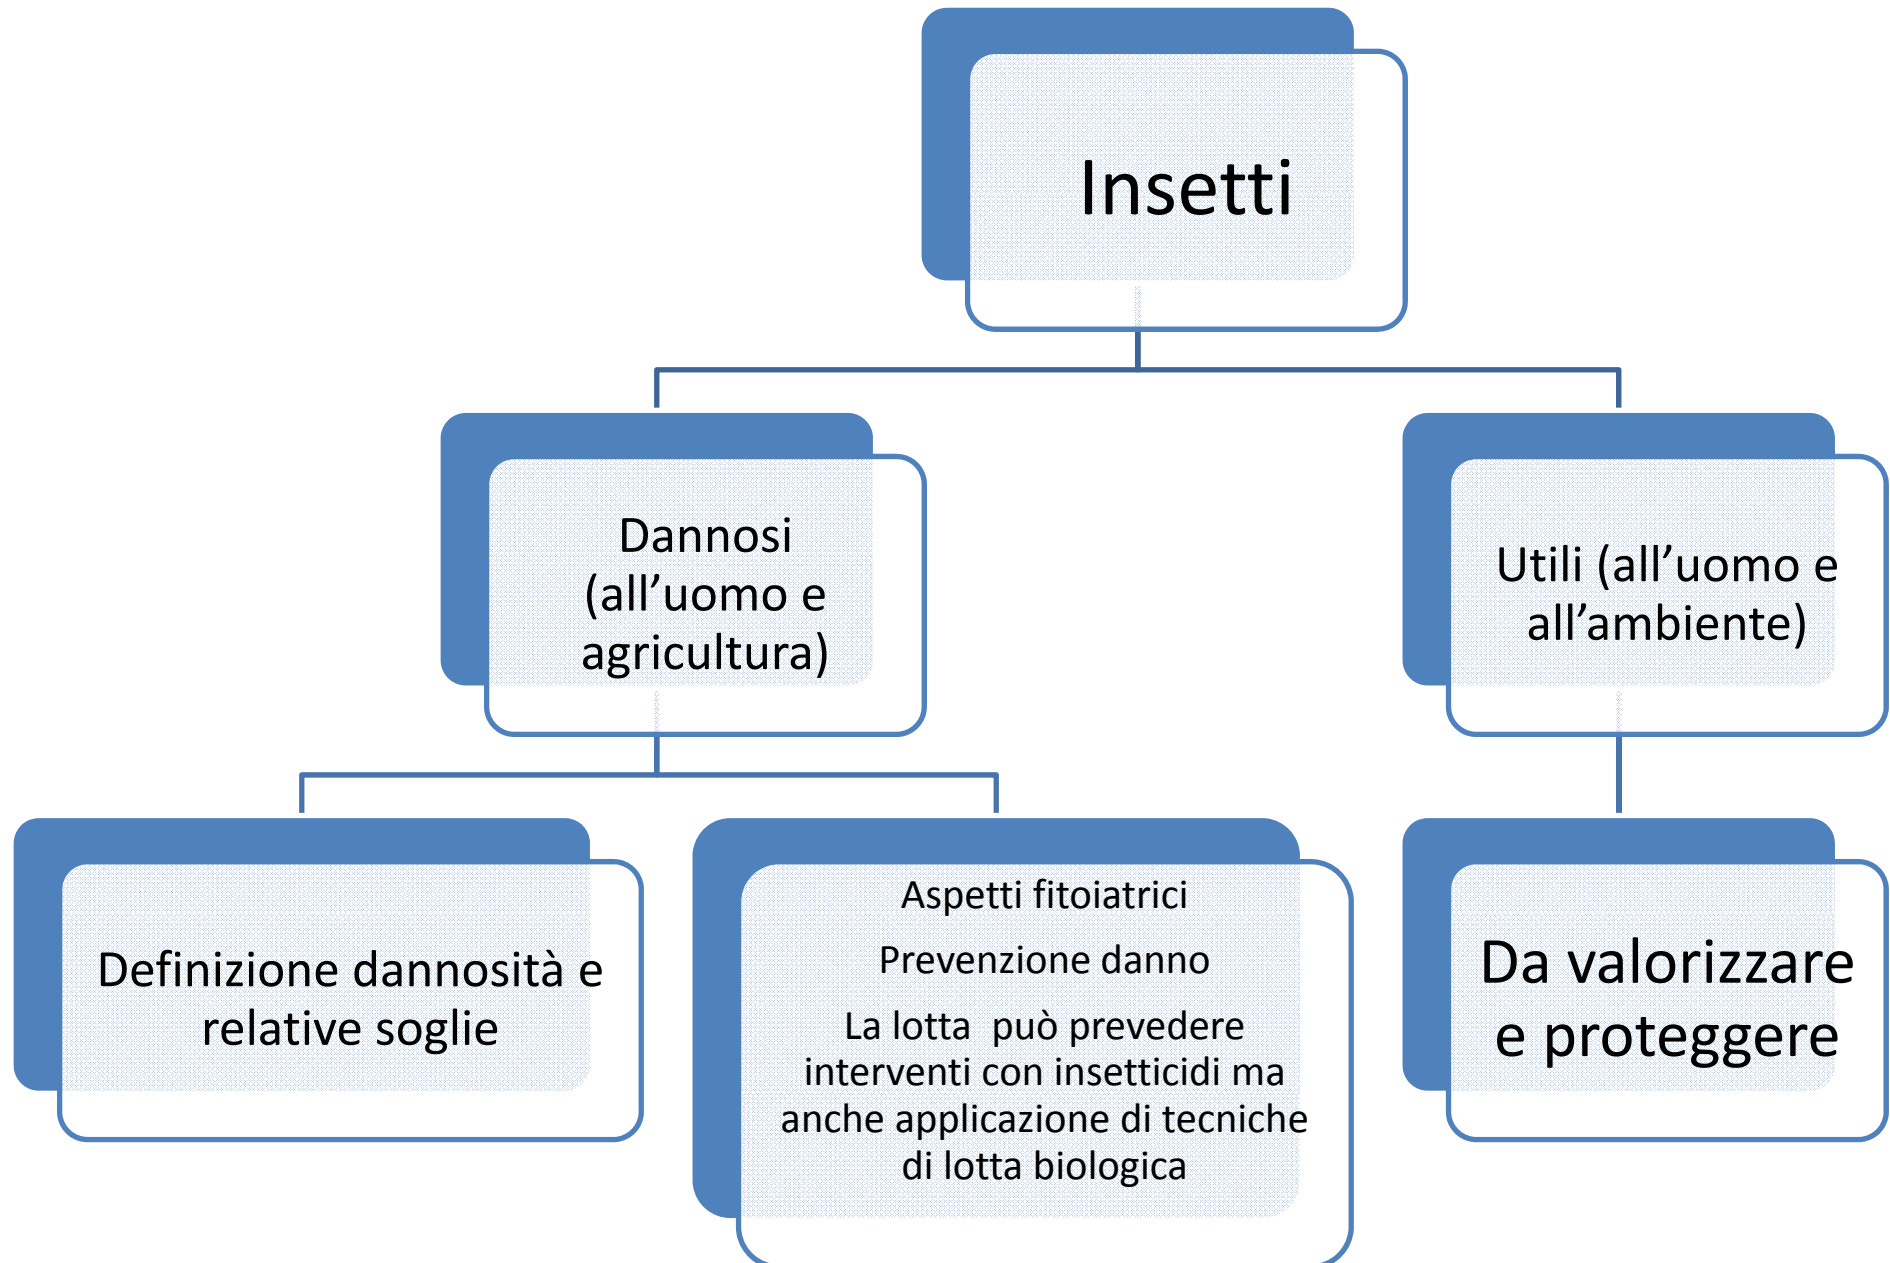 Insetti
Dannosi
(all’uomo e
agricultura)
Utili (all’uomo e
all’ambiente)
Definizione dannosità e
relative soglie
Aspetti fitoiatrici
Prevenzione danno
La lotta  può prevedere
interventi con insetticidi ma
anche applicazione di tecniche
di lotta biologica
Da valorizzare
e proteggere